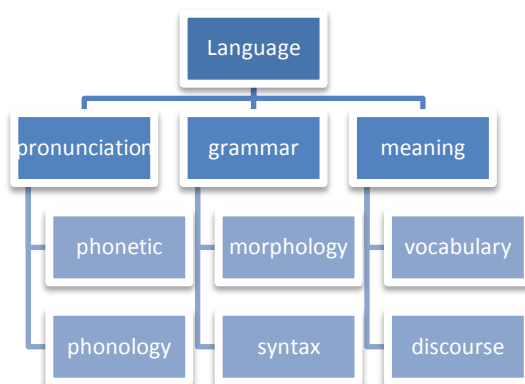 Language
pronunciation
grammar
meaning
phonetic
morphology
vocabulary
phonology
syntax
discourse